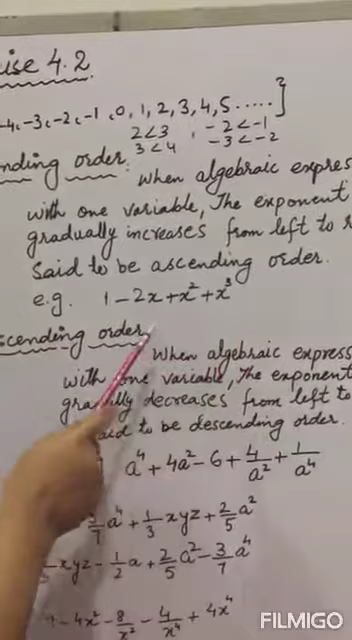 ise 4.2
-4, -3, -2, -1, 0, 1, 2, 3, 4, 5 ..... }
2<3 , -2<-1
3<4 -3<-2
ending order: When algebraic expres
with one variable, The exponent
gradually increases from left to r
said to be ascending order.
e.g. 1 - 2x + x² + x³
scending order When algebraic express
with one variable, the exponent
gradually decreases from left to
aid to be descending order.
a⁴ + 4a² - 6 + 4/a² + 1/a⁴
/7 a⁴ + 1/3 xyz + 2/5 a²
xyz - 1/2 a + 2/5 a² - 3/7 a⁴
- 4x² - 8/x² - 4/x⁴ + 4x⁴
FILMIGO